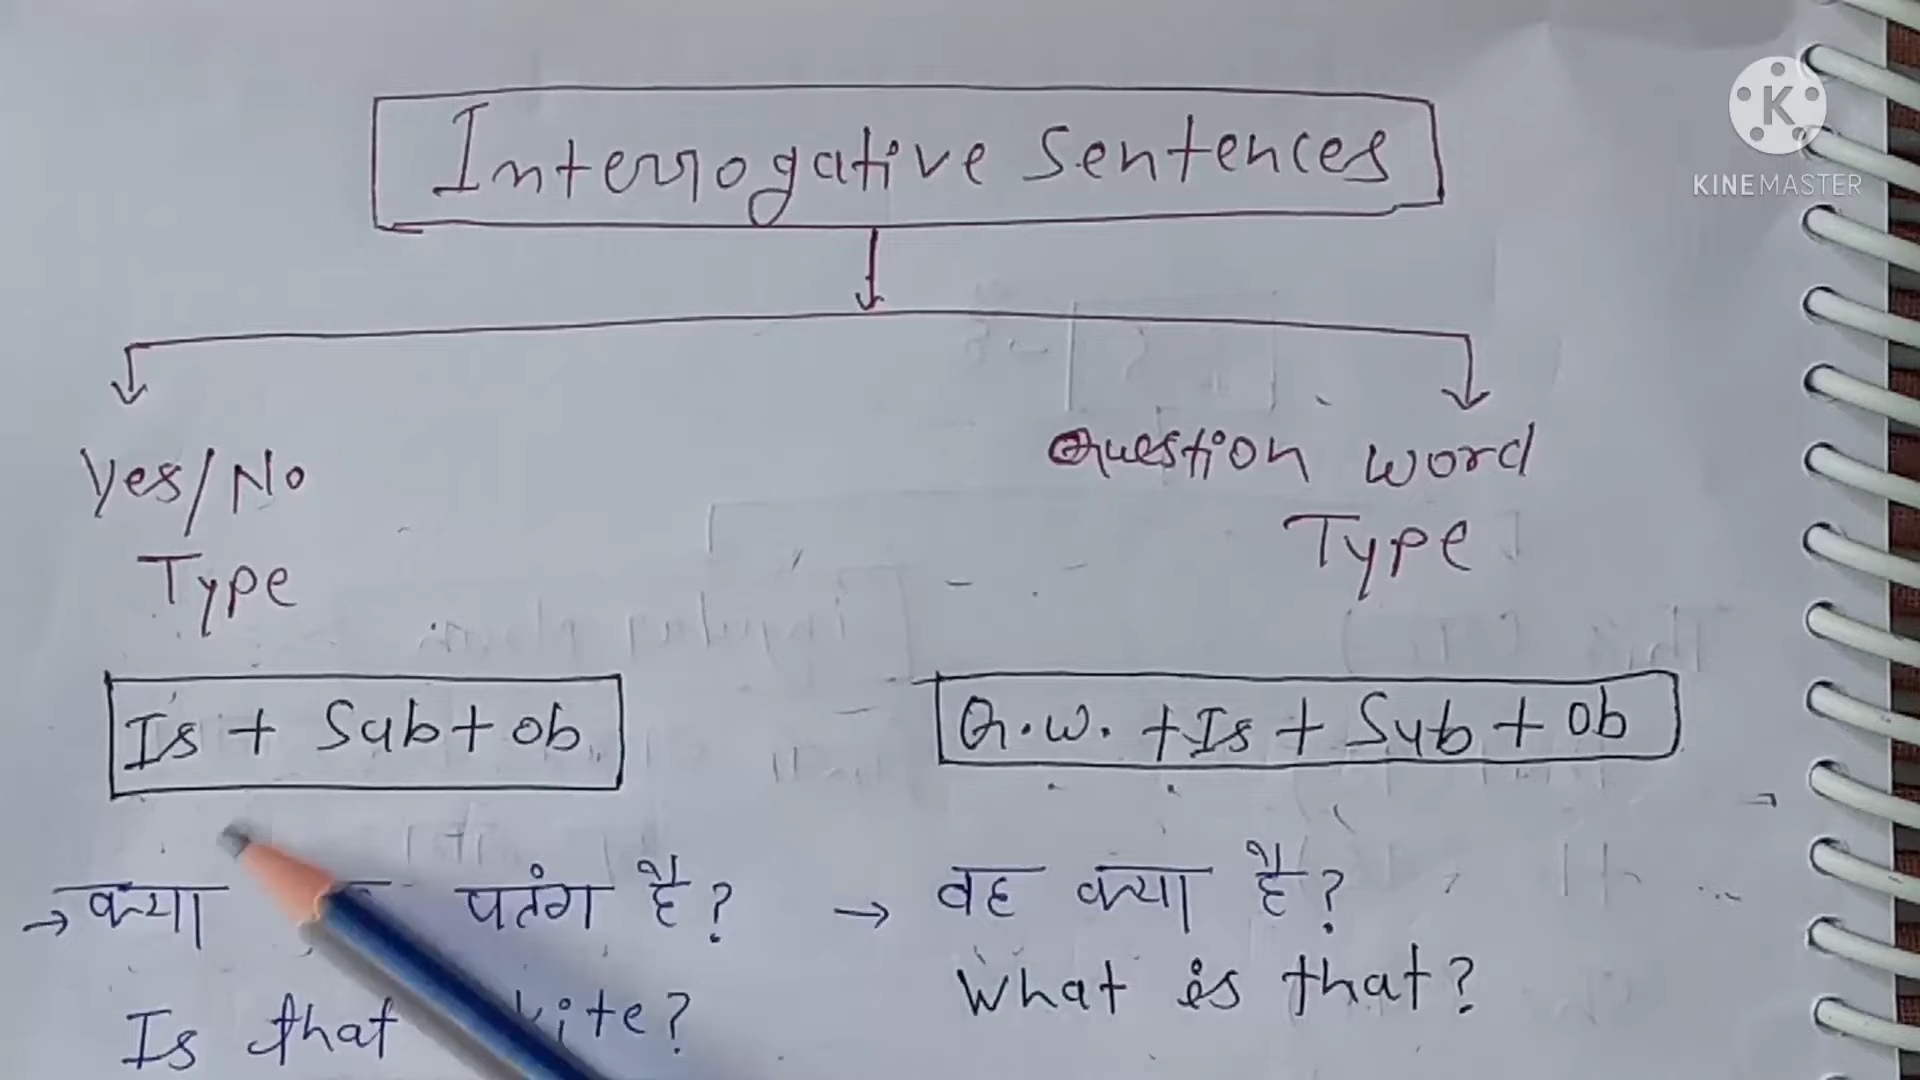 Interrogative Sentences
KINEMASTER
Yes/No
Type
Question word
Type
Is + Sub + Ob
Q.w. + Is + Sub + Ob
→ क्या पतंग है?
Is that kite?
→ वह क्या है?
What is that?